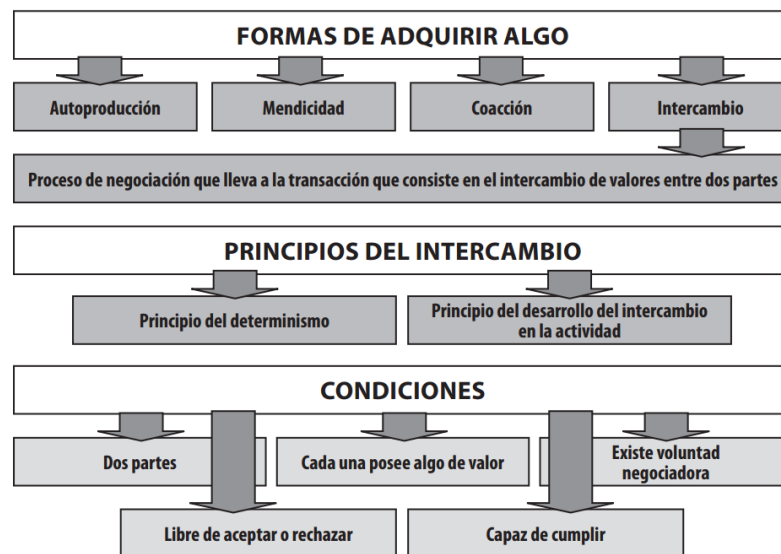 FORMAS DE ADQUIRIR ALGO
Autoproducción
Mendicidad
Coacción
Intercambio
Proceso de negociación que lleva a la transacción que consiste en el intercambio de valores entre dos partes
PRINCIPIOS DEL INTERCAMBIO
Principio del determinismo
Principio del desarrollo del intercambio
en la actividad
CONDICIONES
Dos partes
Cada una posee algo de valor
Existe voluntad
negociadora
Libre de aceptar o rechazar
Capaz de cumplir